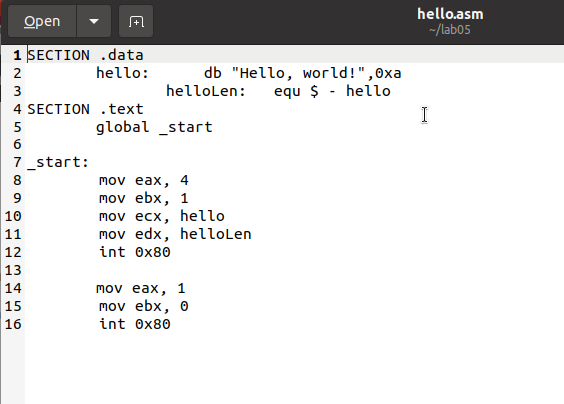 Open
hello.asm
~/lab05
1 SECTION .data
2 hello: db "Hello, world!",0xa
3 helloLen: equ $ - hello
4 SECTION .text
5 global _start
6
7 _start:
8 mov eax, 4
9 mov ebx, 1
10 mov ecx, hello
11 mov edx, helloLen
12 int 0x80
13
14 mov eax, 1
15 mov ebx, 0
16 int 0x80